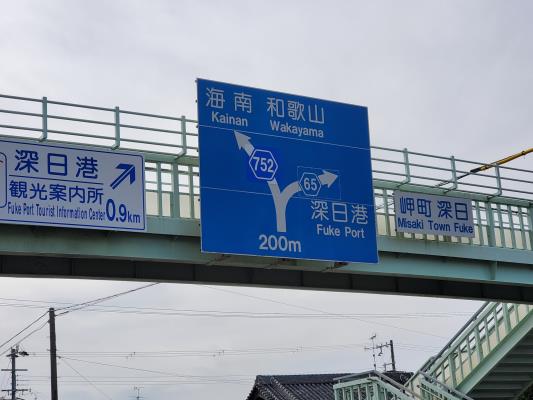 深日港
観光案内所
Fuke Port Tourist Information Center 0.9km
海南 和歌山
Kainan Wakayama
752
65
深日港
Fuke Port
200m
岬町 深日
Misaki Town Fuke